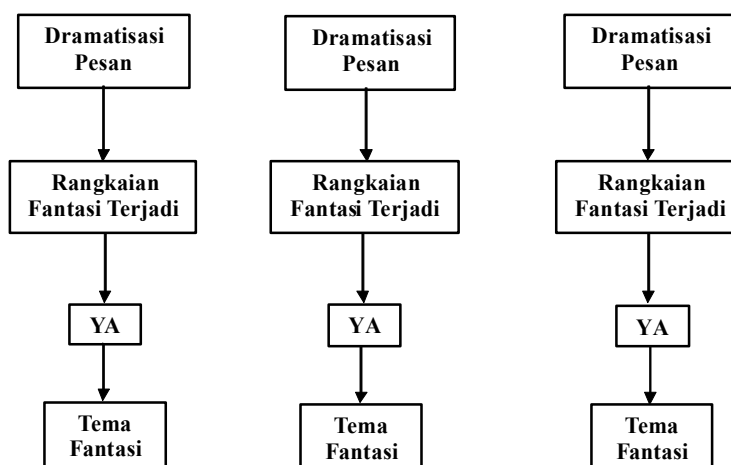 Dramatisasi
Pesan
Rangkaian
Fantasi Terjadi
YA
Tema
Fantasi
Dramatisasi
Pesan
Rangkaian
Fantasi Terjadi
YA
Tema
Fantasi
Dramatisasi
Pesan
Rangkaian
Fantasi Terjadi
YA
Tema
Fantasi